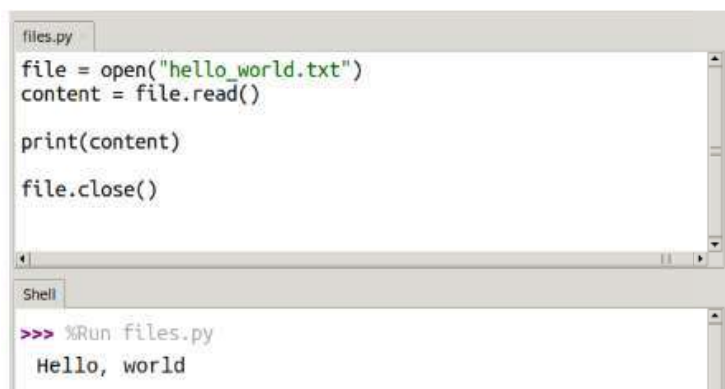 files.py
file = open("hello_world.txt")
content = file.read()
print(content)
file.close()
Shell
>>> %Run files.py
Hello, world